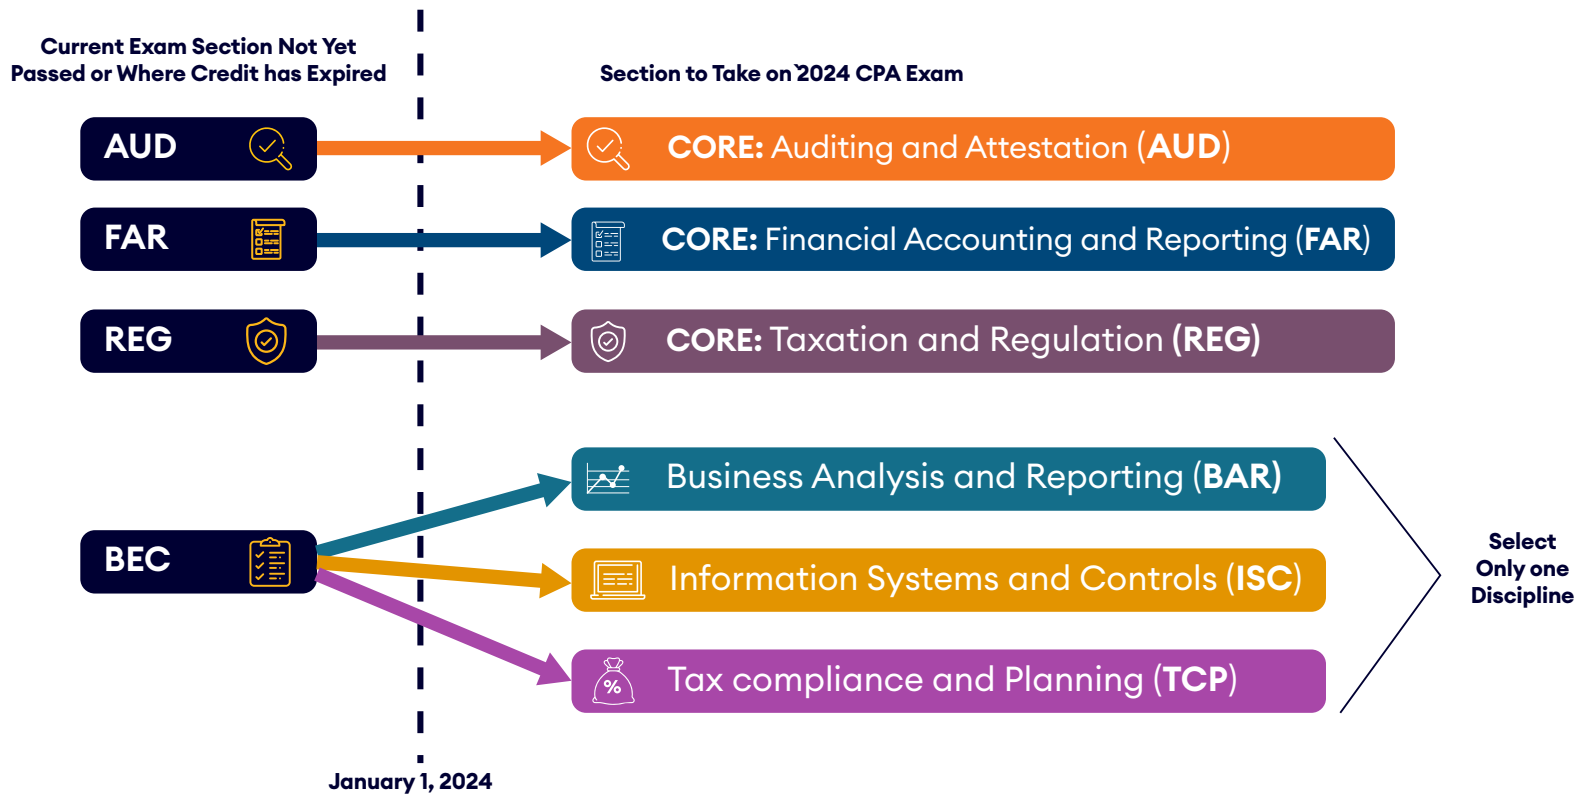 Current Exam Section Not Yet
Passed or Where Credit has Expired
Section to Take on`2024 CPA Exam
AUD
CORE: Auditing and Attestation (AUD)
FAR
CORE: Financial Accounting and Reporting (FAR)
REG
CORE: Taxation and Regulation (REG)
BEC
Business Analysis and Reporting (BAR)
Information Systems and Controls (ISC)
%
Tax compliance and Planning (TCP)
Select
Only one
Discipline
January 1, 2024